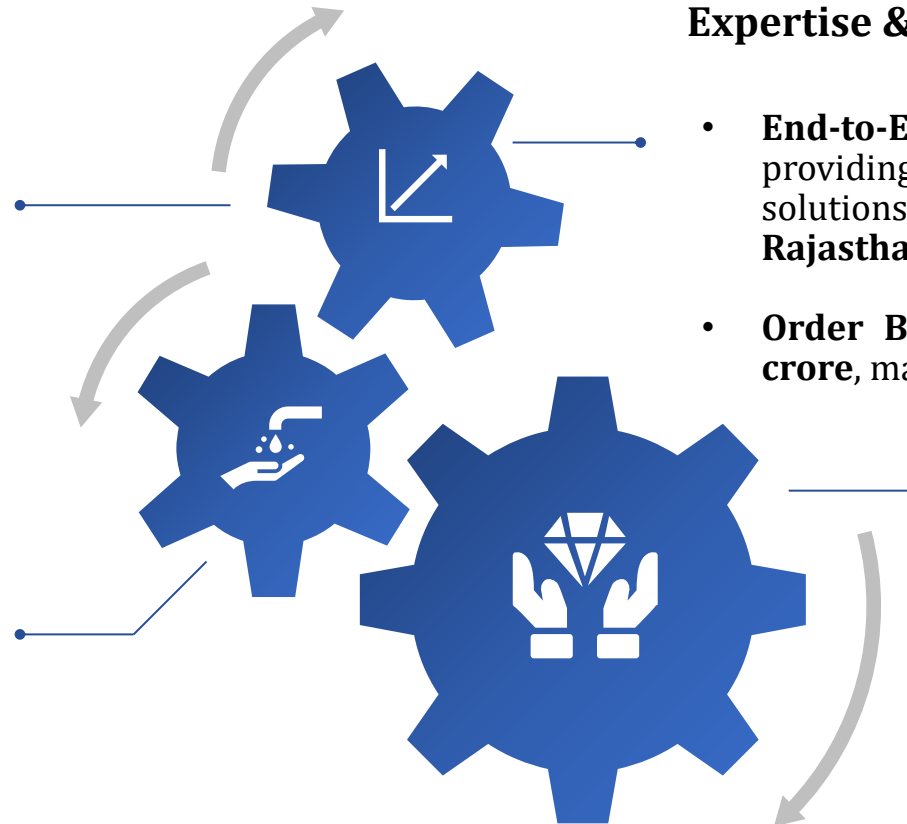 Expertise &
• End-to-E
providing
solutions
Rajastha
• Order B
crore, ma